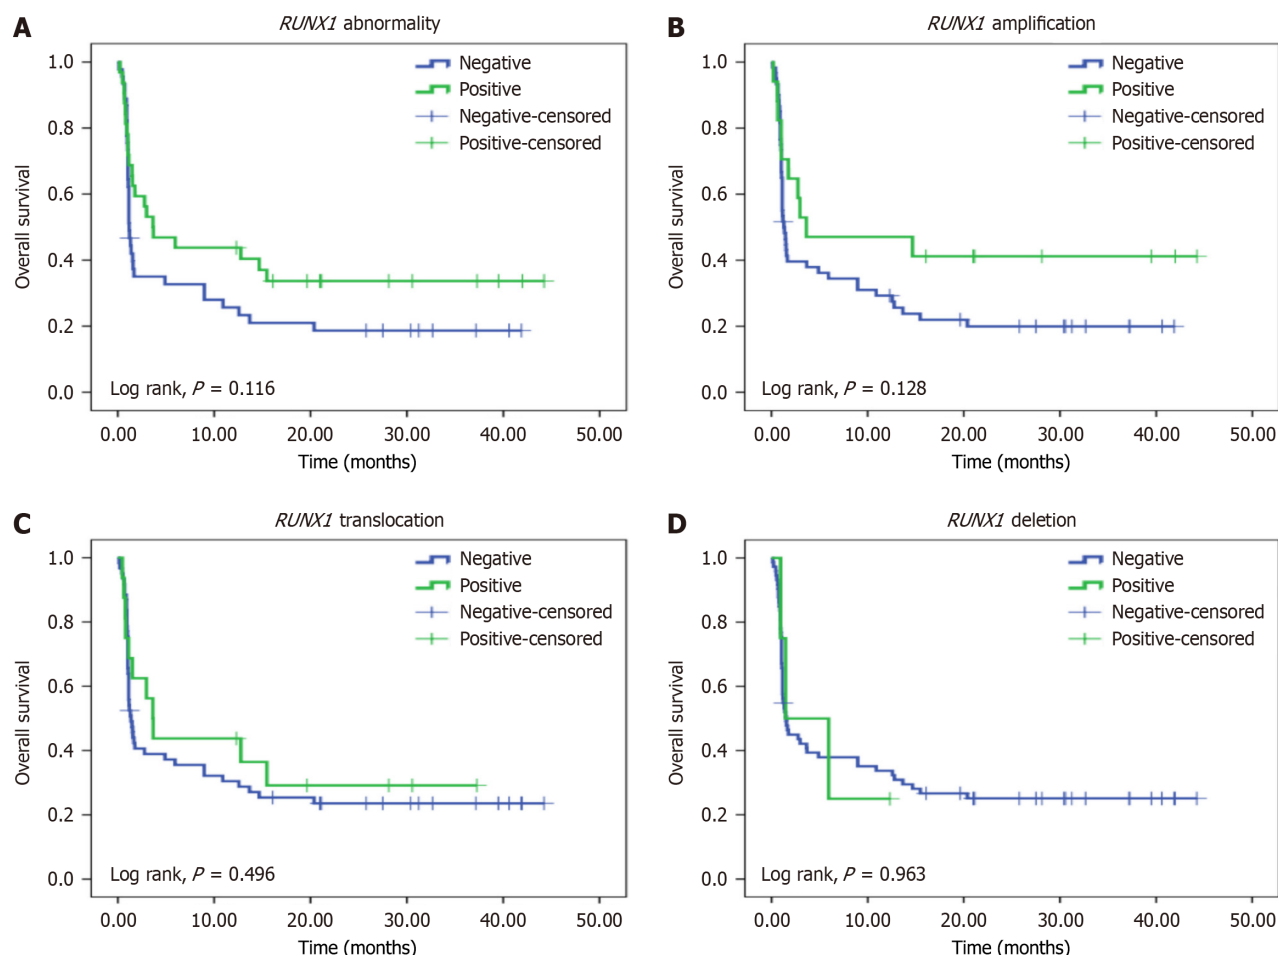 A
RUNX1 abnormality
1.0
0.8
0.6
0.4
0.2
0.0
Overall survival
Negative
Positive
Negative-censored
Positive-censored
Log rank, P = 0.116
0.00 10.00 20.00 30.00 40.00 50.00
Time (months)
B
RUNX1 amplification
1.0
0.8
0.6
0.4
0.2
0.0
Overall survival
Negative
Positive
Negative-censored
Positive-censored
Log rank, P = 0.128
0.00 10.00 20.00 30.00 40.00 50.00
Time (months)
C
RUNX1 translocation
1.0
0.8
0.6
0.4
0.2
0.0
Overall survival
Negative
Positive
Negative-censored
Positive-censored
Log rank, P = 0.496
0.00 10.00 20.00 30.00 40.00 50.00
Time (months)
D
RUNX1 deletion
1.0
0.8
0.6
0.4
0.2
0.0
Overall survival
Negative
Positive
Negative-censored
Positive-censored
Log rank, P = 0.963
0.00 10.00 20.00 30.00 40.00 50.00
Time (months)